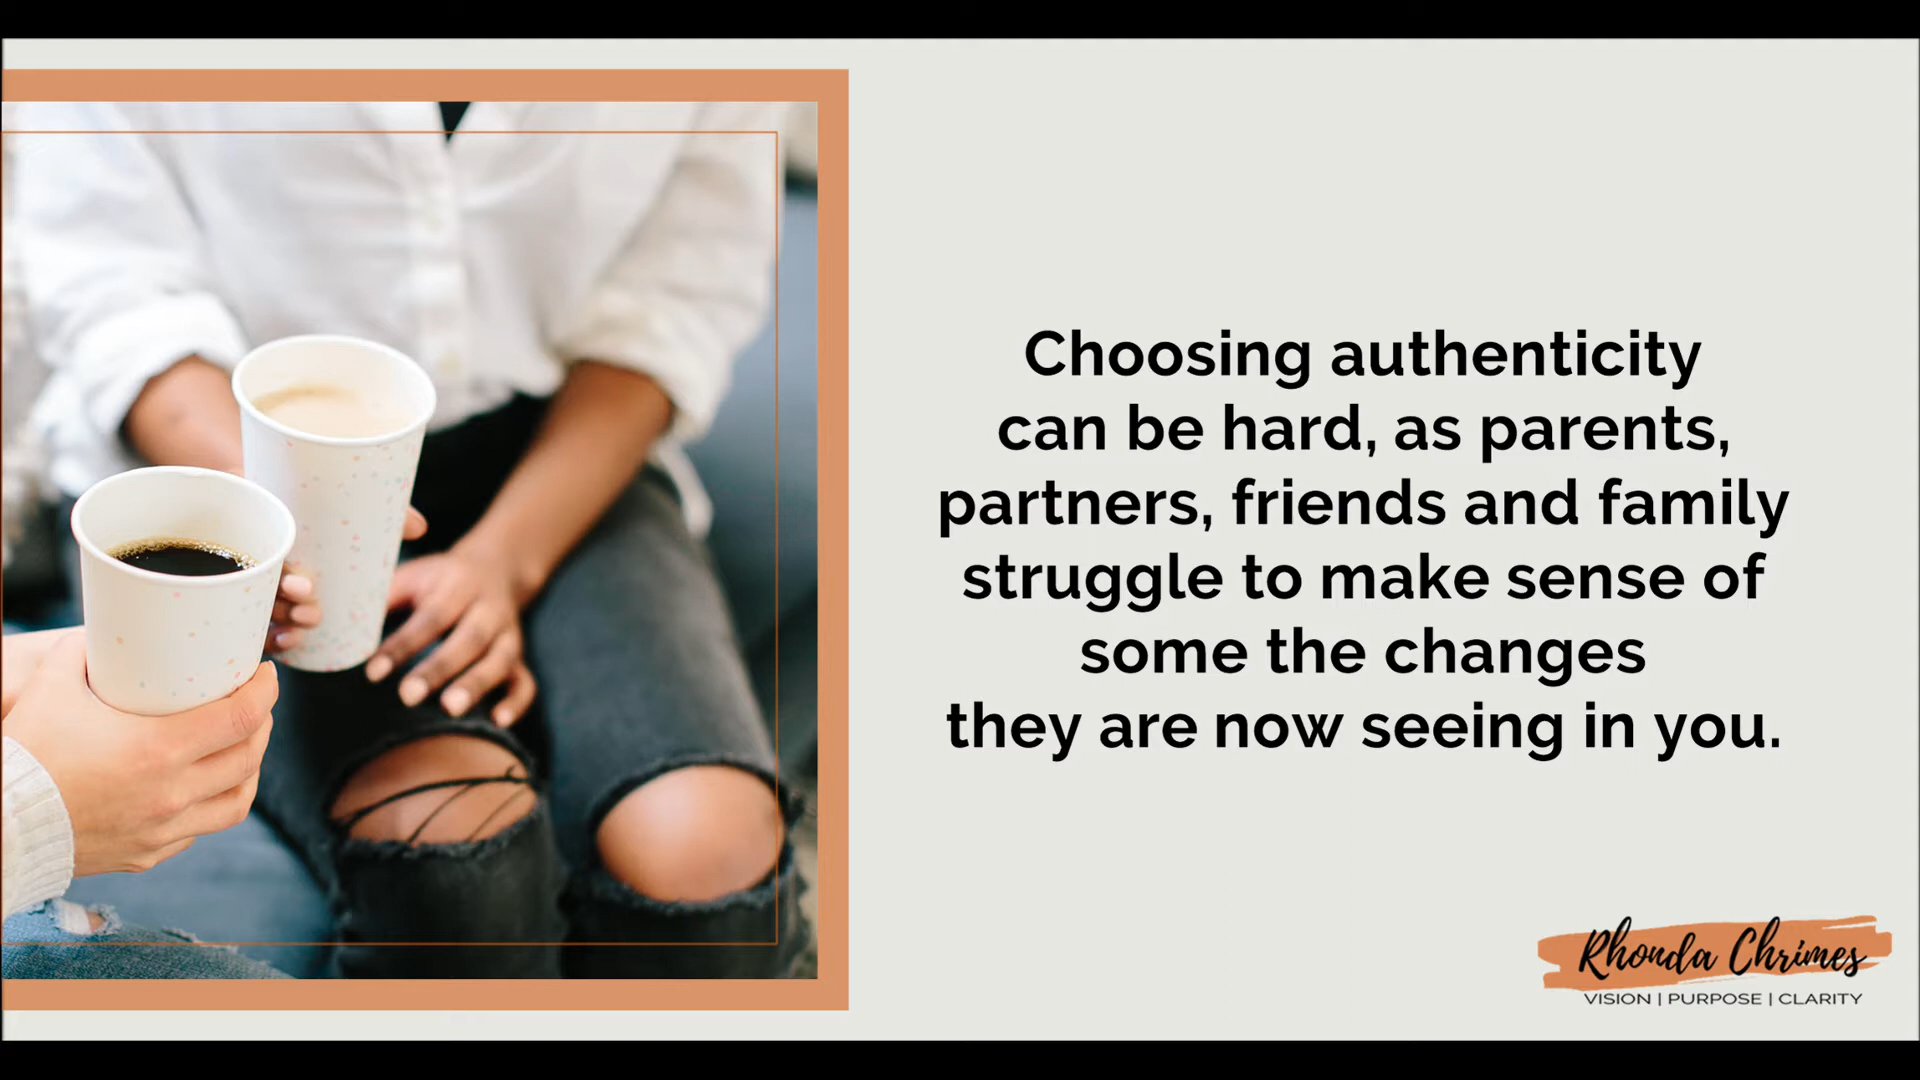 Choosing authenticity
can be hard, as parents,
partners, friends and family
struggle to make sense of
some the changes
they are now seeing in you.
Rhonda Chrimes
VISION | PURPOSE | CLARITY